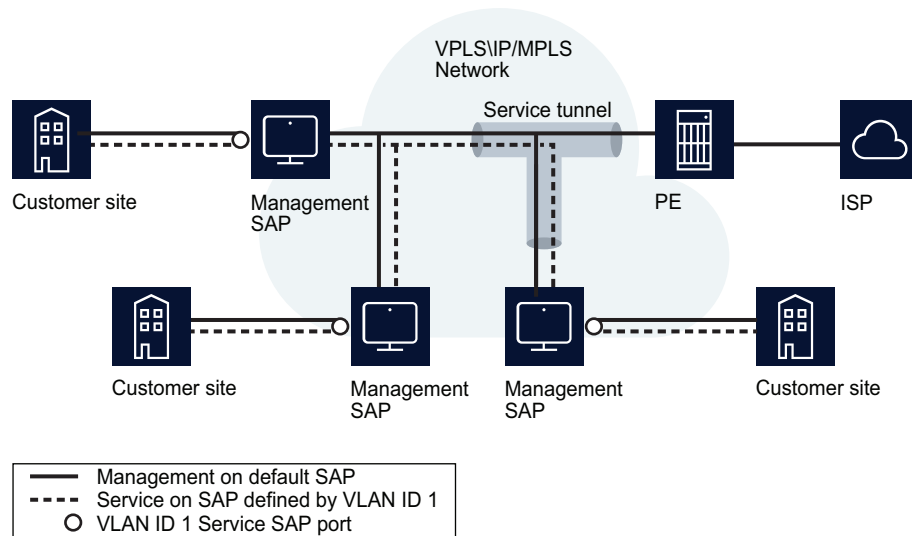 VPLS\IP/MPLS
Network
Service tunnel
Customer site
Management
SAP
PE
ISP
Customer site
Management
SAP
Management
SAP
Customer site
Management on default SAP
Service on SAP defined by VLAN ID 1
VLAN ID 1 Service SAP port